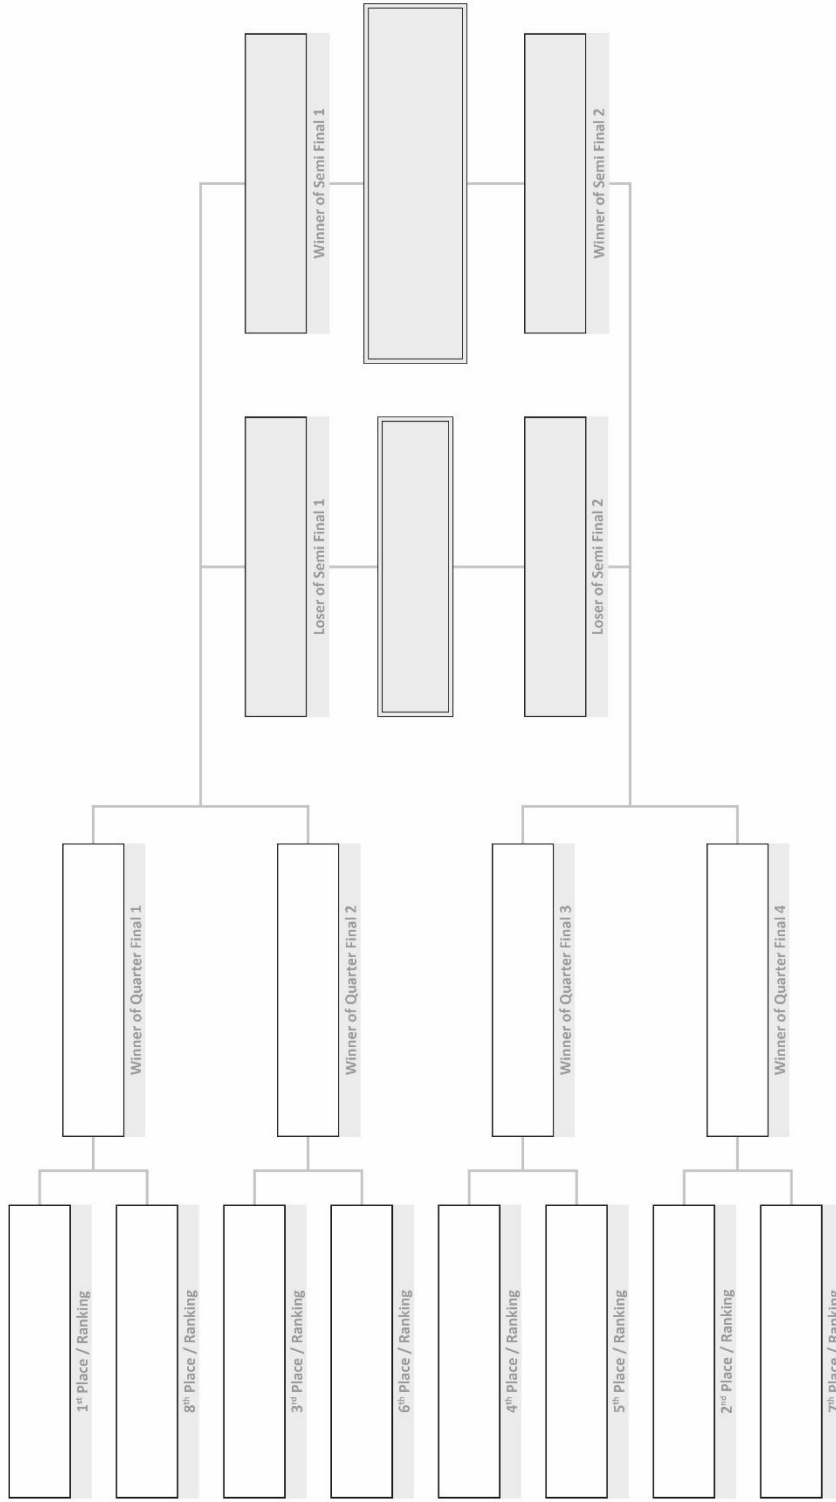 1st Place / Ranking
8th Place / Ranking
3rd Place / Ranking
6th Place / Ranking
4th Place / Ranking
5th Place / Ranking
2nd Place / Ranking
7th Place / Ranking
Winner of Quarter Final 1
Winner of Quarter Final 2
Winner of Quarter Final 3
Winner of Quarter Final 4
Loser of Semi Final 1
Loser of Semi Final 2
Winner of Semi Final 1
Winner of Semi Final 2